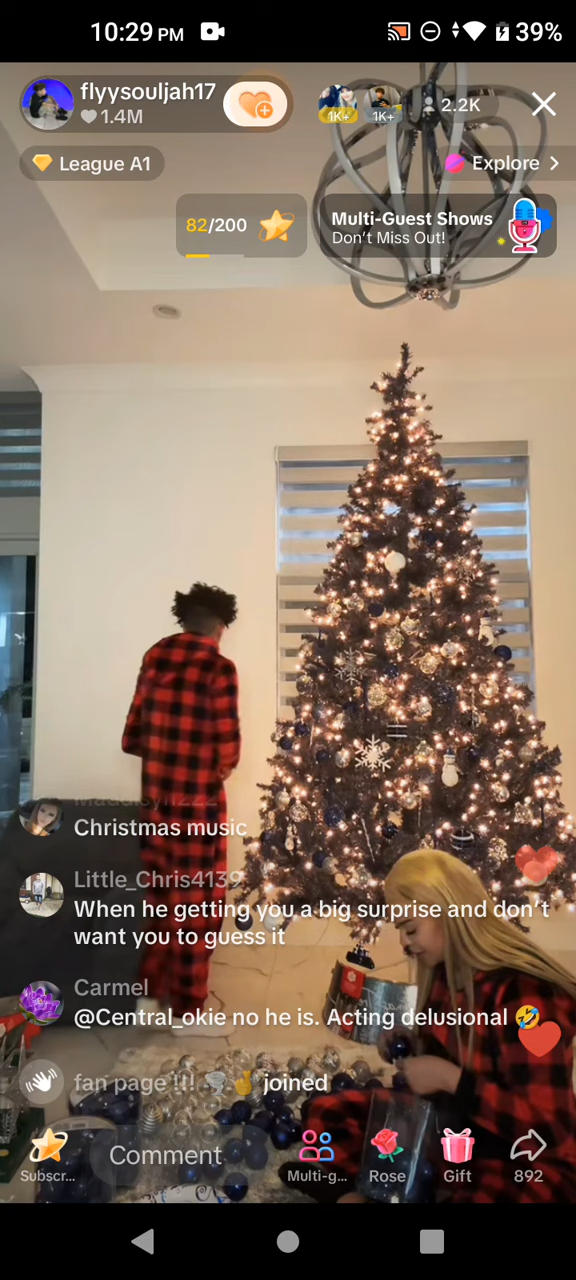 10:29 PM
39%
flyysouljah17
1.4M
1K+
1K+
2.2K
League A1
Explore >
82/200
Multi-Guest Shows
Don't Miss Out!
Christmas music
Little_Chris4139
When he getting you a big surprise and don't
want you to guess it
Carmel
@Central_okie no he is. Acting delusional 🤣
fan page !!! joined
Subscr...
Comment
Multi-g...
Rose
Gift
892